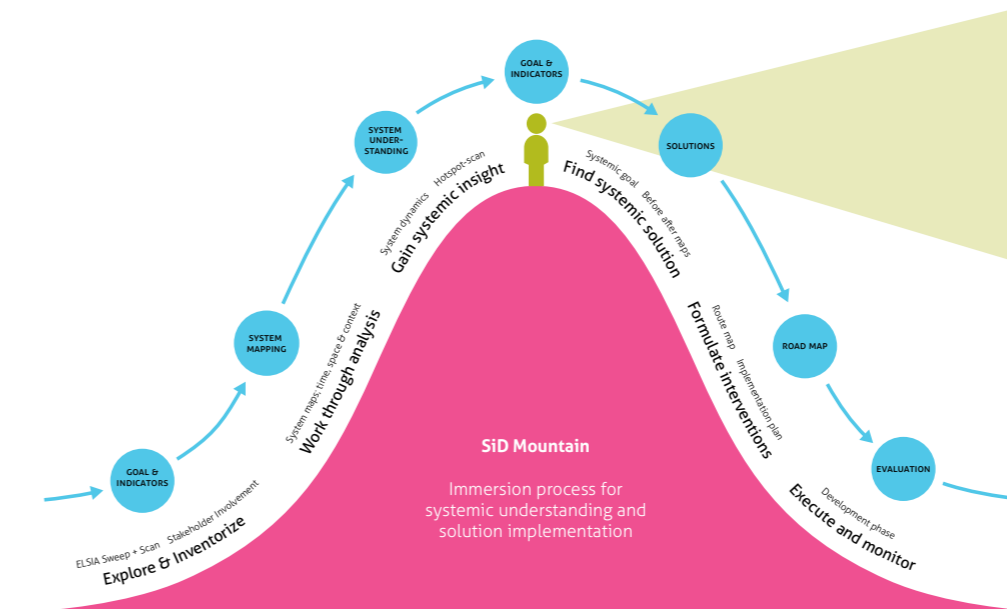 GOAL &
INDICATORS
SYSTEM
UNDER-
STANDING
SOLUTIONS
SYSTEM
MAPPING
ROAD MAP
GOAL &
INDICATORS
EVALUATION
ELSIA Sweep + Scan Stakeholder Involvement
Explore & Inventorize
System maps; time, space & context
Work through analysis
System dynamics Hotspot-scan
Gain systemic insight
Systemic goal Before after maps
Find systemic solution
Route map Implementation plan
Formulate interventions
Development phase
Execute and monitor
SiD Mountain
Immersion process for
systemic understanding and
solution implementation